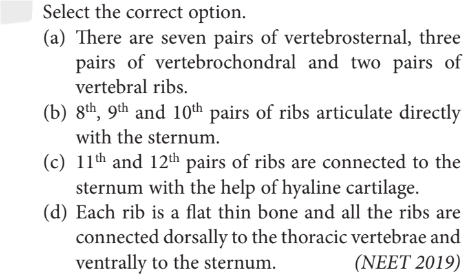 Select the correct option.
(a) There are seven pairs of vertebrosternal, three
pairs of vertebrochondral and two pairs of
vertebral ribs.
(b) 8th, 9th and 10th pairs of ribs articulate directly
with the sternum.
(c) 11th and 12th pairs of ribs are connected to the
sternum with the help of hyaline cartilage.
(d) Each rib is a flat thin bone and all the ribs are
connected dorsally to the thoracic vertebrae and
ventrally to the sternum. (NEET 2019)